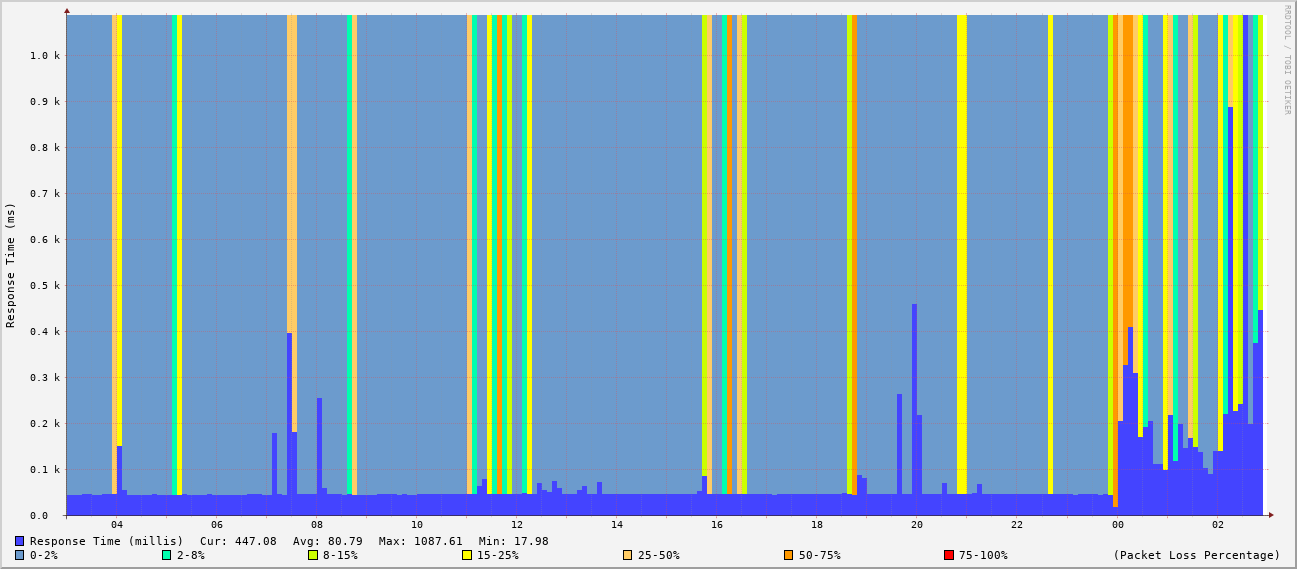 RRDTOOL / TOBI OETIKER
Response Time (ms)
1.0 k
0.9 k
0.8 k
0.7 k
0.6 k
0.5 k
0.4 k
0.3 k
0.2 k
0.1 k
0.0
04 06 08 10 12 14 16 18 20 22 00 02
Response Time (millis) Cur: 447.08 Avg: 80.79 Max: 1087.61 Min: 17.98
0-2% 2-8% 8-15% 15-25% 25-50% 50-75% 75-100% (Packet Loss Percentage)